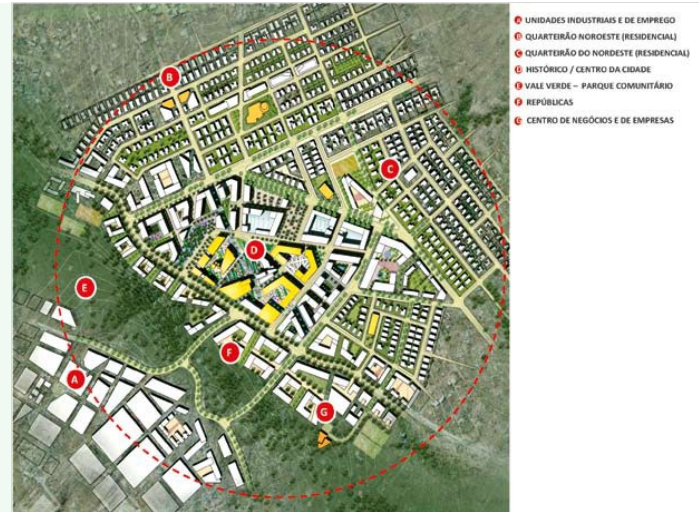 A UNIDADES INDUSTRIAIS E DE EMPREGO
B QUARTEIRÃO NOROESTE (RESIDENCIAL)
C QUARTEIRÃO DO NORDESTE (RESIDENCIAL)
D HISTÓRICO / CENTRO DA CIDADE
E VALE VERDE – PARQUE COMUNITÁRIO
F REPÚBLICAS
G CENTRO DE NEGÓCIOS E DE EMPRESAS
B
C
D
E
F
A
G